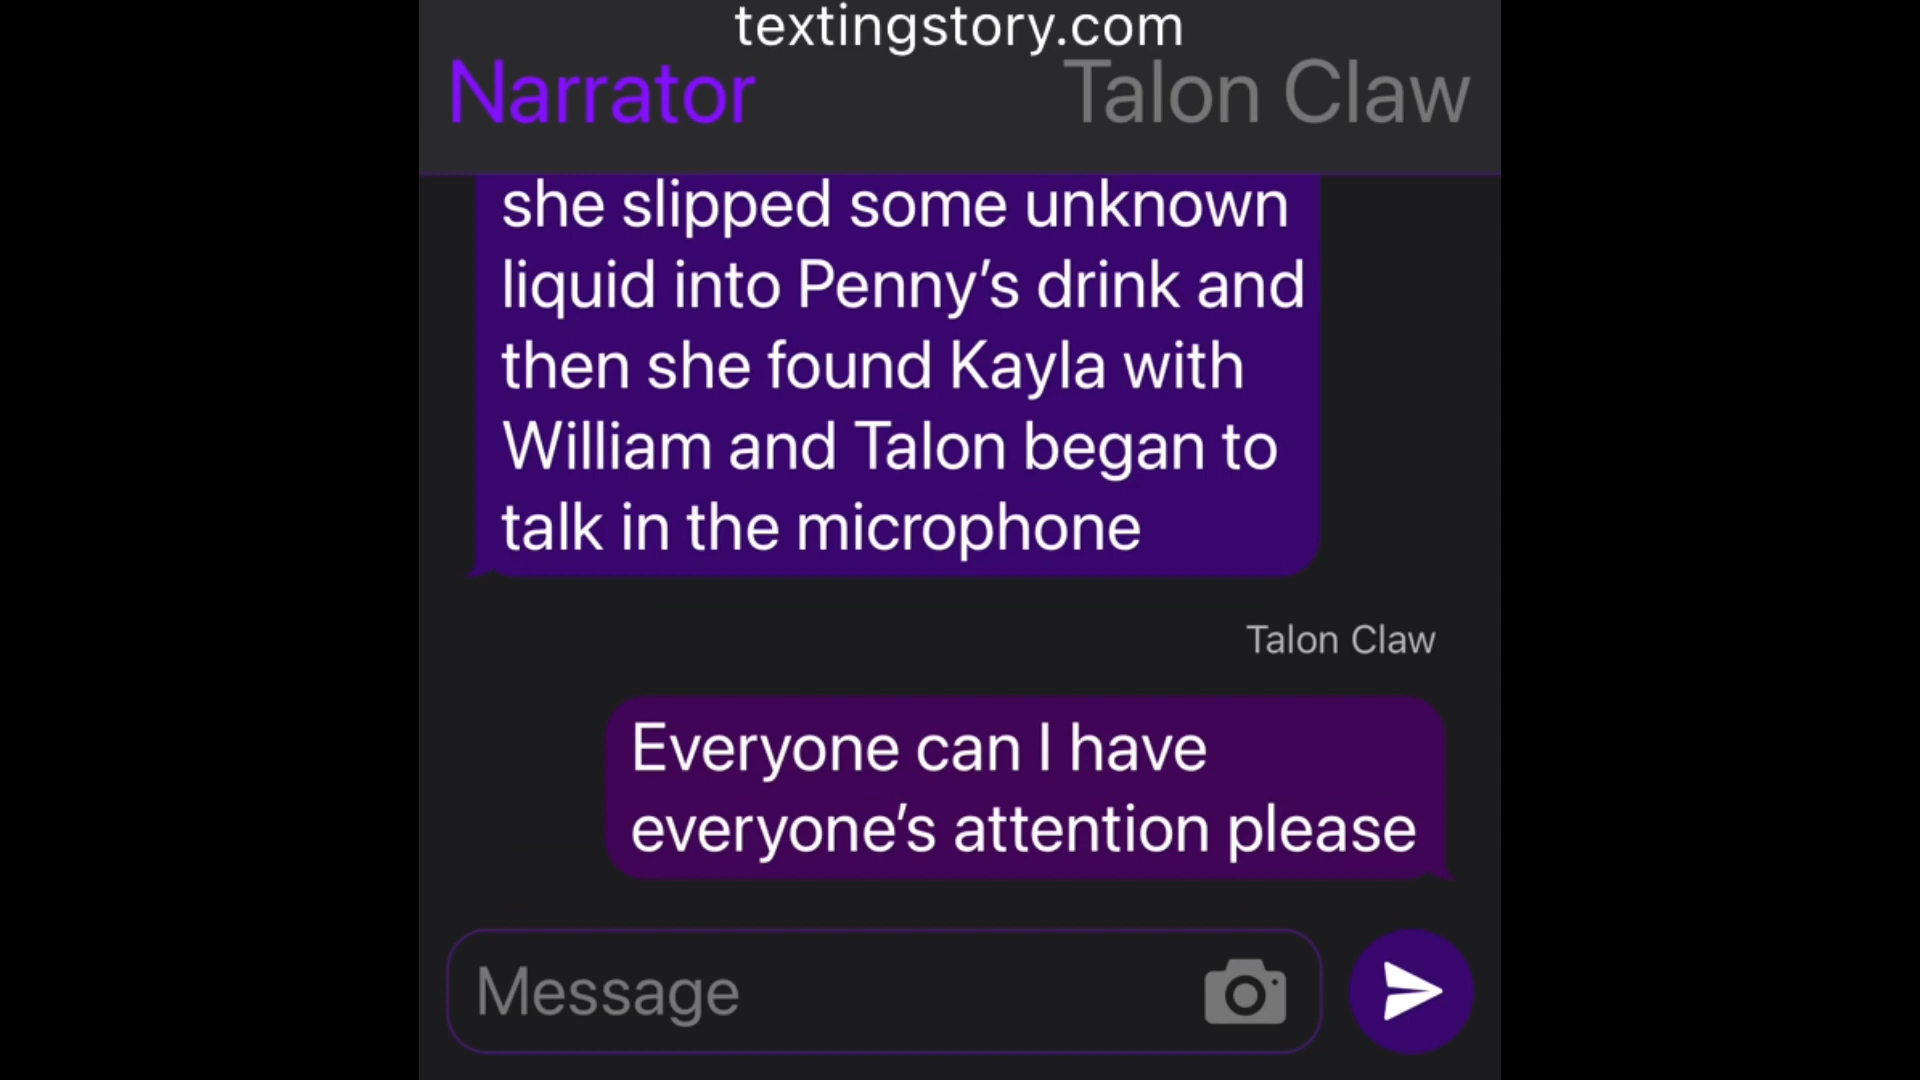 textingstory.com
Narrator
Talon Claw
she slipped some unknown
liquid into Penny’s drink and
then she found Kayla with
William and Talon began to
talk in the microphone
Talon Claw
Everyone can I have
everyone’s attention please
Message